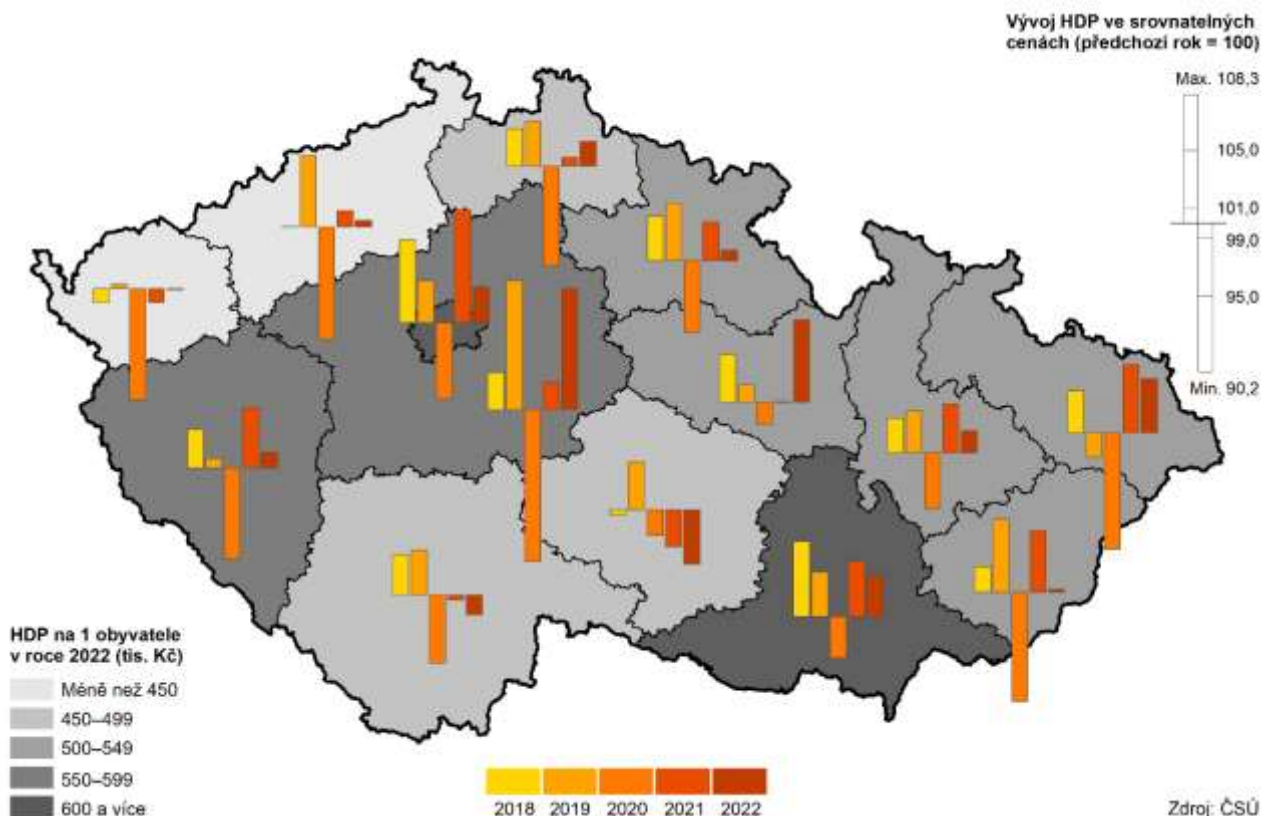 Vývoj HDP ve srovnatelných
cenách (předchozí rok = 100)
Max. 108,3
105,0
101,0
99,0
95,0
Min. 90,2
HDP na 1 obyvatele
v roce 2022 (tis. Kč)
Méně než 450
450–499
500–549
550–599
600 a více
2018 2019 2020 2021 2022
Zdroj: ČSÚ